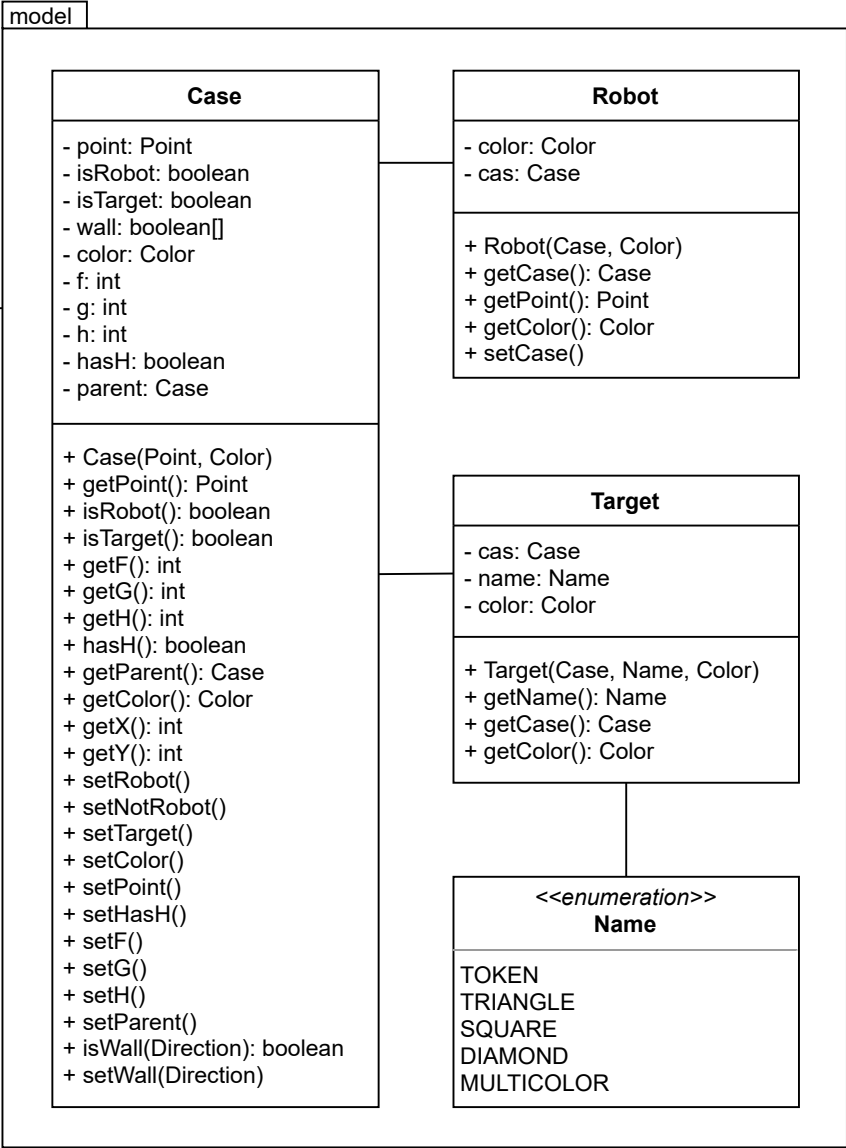 model
Case
- point: Point
- isRobot: boolean
- isTarget: boolean
- wall: boolean[]
- color: Color
- f: int
- g: int
- h: int
- hasH: boolean
- parent: Case
+ Case(Point, Color)
+ getPoint(): Point
+ isRobot(): boolean
+ isTarget(): boolean
+ getF(): int
+ getG(): int
+ getH(): int
+ hasH(): boolean
+ getParent(): Case
+ getColor(): Color
+ getX(): int
+ getY(): int
+ setRobot()
+ setNotRobot()
+ setTarget()
+ setColor()
+ setPoint()
+ setHasH()
+ setF()
+ setG()
+ setH()
+ setParent()
+ isWall(Direction): boolean
+ setWall(Direction)
Robot
- color: Color
- cas: Case
+ Robot(Case, Color)
+ getCase(): Case
+ getPoint(): Point
+ getColor(): Color
+ setCase()
Target
- cas: Case
- name: Name
- color: Color
+ Target(Case, Name, Color)
+ getName(): Name
+ getCase(): Case
+ getColor(): Color
<<enumeration>>
Name
TOKEN
TRIANGLE
SQUARE
DIAMOND
MULTICOLOR